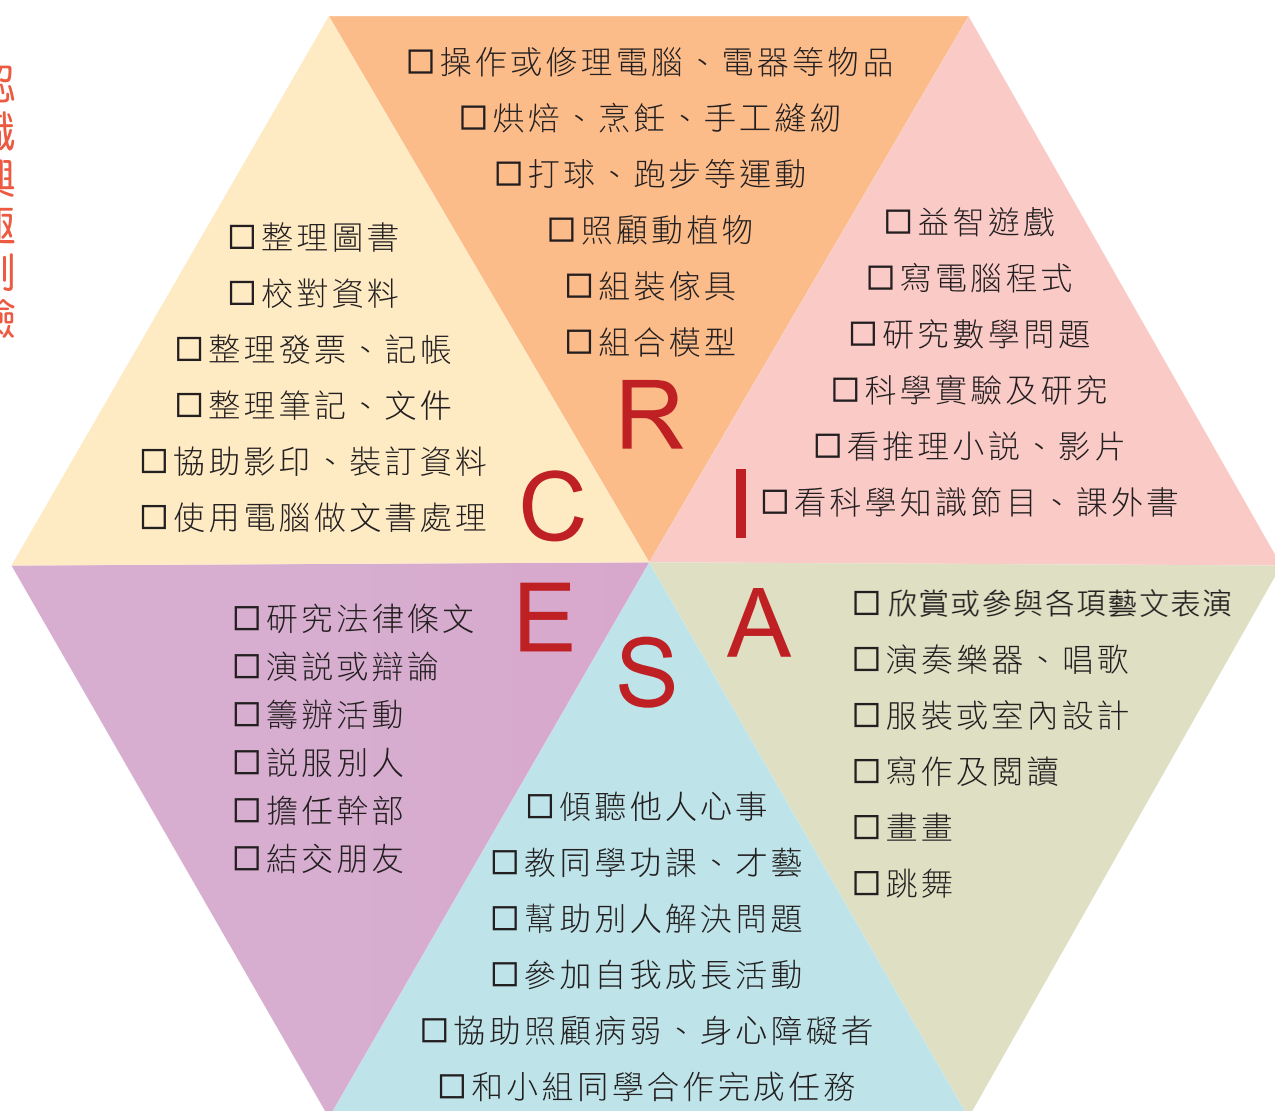 □操作或修理電腦、電器等物品
□烘焙、烹飪、手工縫紉
□打球、跑步等運動
□照顧動植物
□組裝傢具
□組合模型
R
□益智遊戲
□寫電腦程式
□研究數學問題
□科學實驗及研究
□看推理小說、影片
□看科學知識節目、課外書
I
□欣賞或參與各項藝文表演
□演奏樂器、唱歌
□服裝或室內設計
□寫作及閱讀
□畫畫
□跳舞
A
S
□傾聽他人心事
□教同學功課、才藝
□幫助別人解決問題
□參加自我成長活動
□協助照顧病弱、身心障礙者
□和小組同學合作完成任務
E
□研究法律條文
□演說或辯論
□籌辦活動
□說服別人
□擔任幹部
□結交朋友
C
□整理圖書
□校對資料
□整理發票、記帳
□整理筆記、文件
□協助影印、裝訂資料
□使用電腦做文書處理